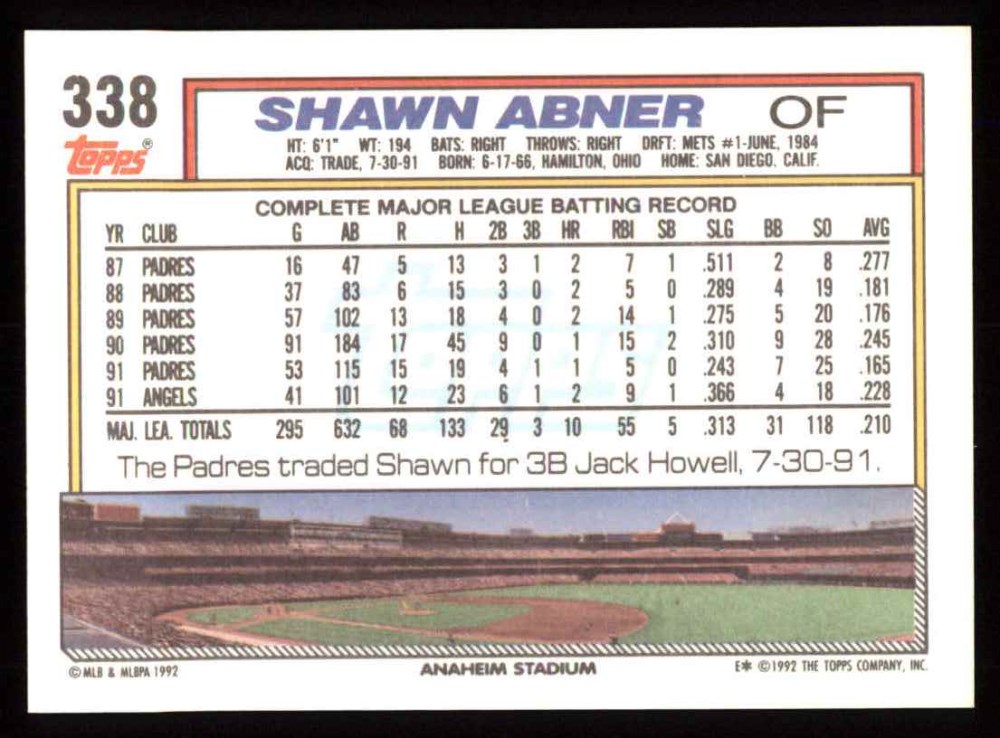 338
topps®
SHAWN ABNER OF
HT: 6'1" WT: 194 BATS: RIGHT THROWS: RIGHT DRFT: METS #1-JUNE, 1984
ACQ: TRADE, 7-30-91 BORN: 6-17-66, HAMILTON, OHIO HOME: SAN DIEGO, CALIF.
COMPLETE MAJOR LEAGUE BATTING RECORD
YR CLUB G AB R H 2B 3B HR RBI SB SLG BB SO AVG
87 PADRES 16 47 5 13 3 1 2 7 1 .511 2 8 .277
88 PADRES 37 83 6 15 3 0 2 5 0 .289 4 19 .181
89 PADRES 57 102 13 18 4 0 2 14 1 .275 5 20 .176
90 PADRES 91 184 17 45 9 0 1 15 2 .310 9 28 .245
91 PADRES 53 115 15 19 4 1 1 5 0 .243 7 25 .165
91 ANGELS 41 101 12 23 6 1 2 9 1 .366 4 18 .228
MAJ. LEA. TOTALS 295 632 68 133 29 3 10 55 5 .313 31 118 .210
The Padres traded Shawn for 3B Jack Howell, 7-30-91.
© MLB & MLBPA 1992 ANAHEIM STADIUM E* © 1992 THE TOPPS COMPANY, INC.